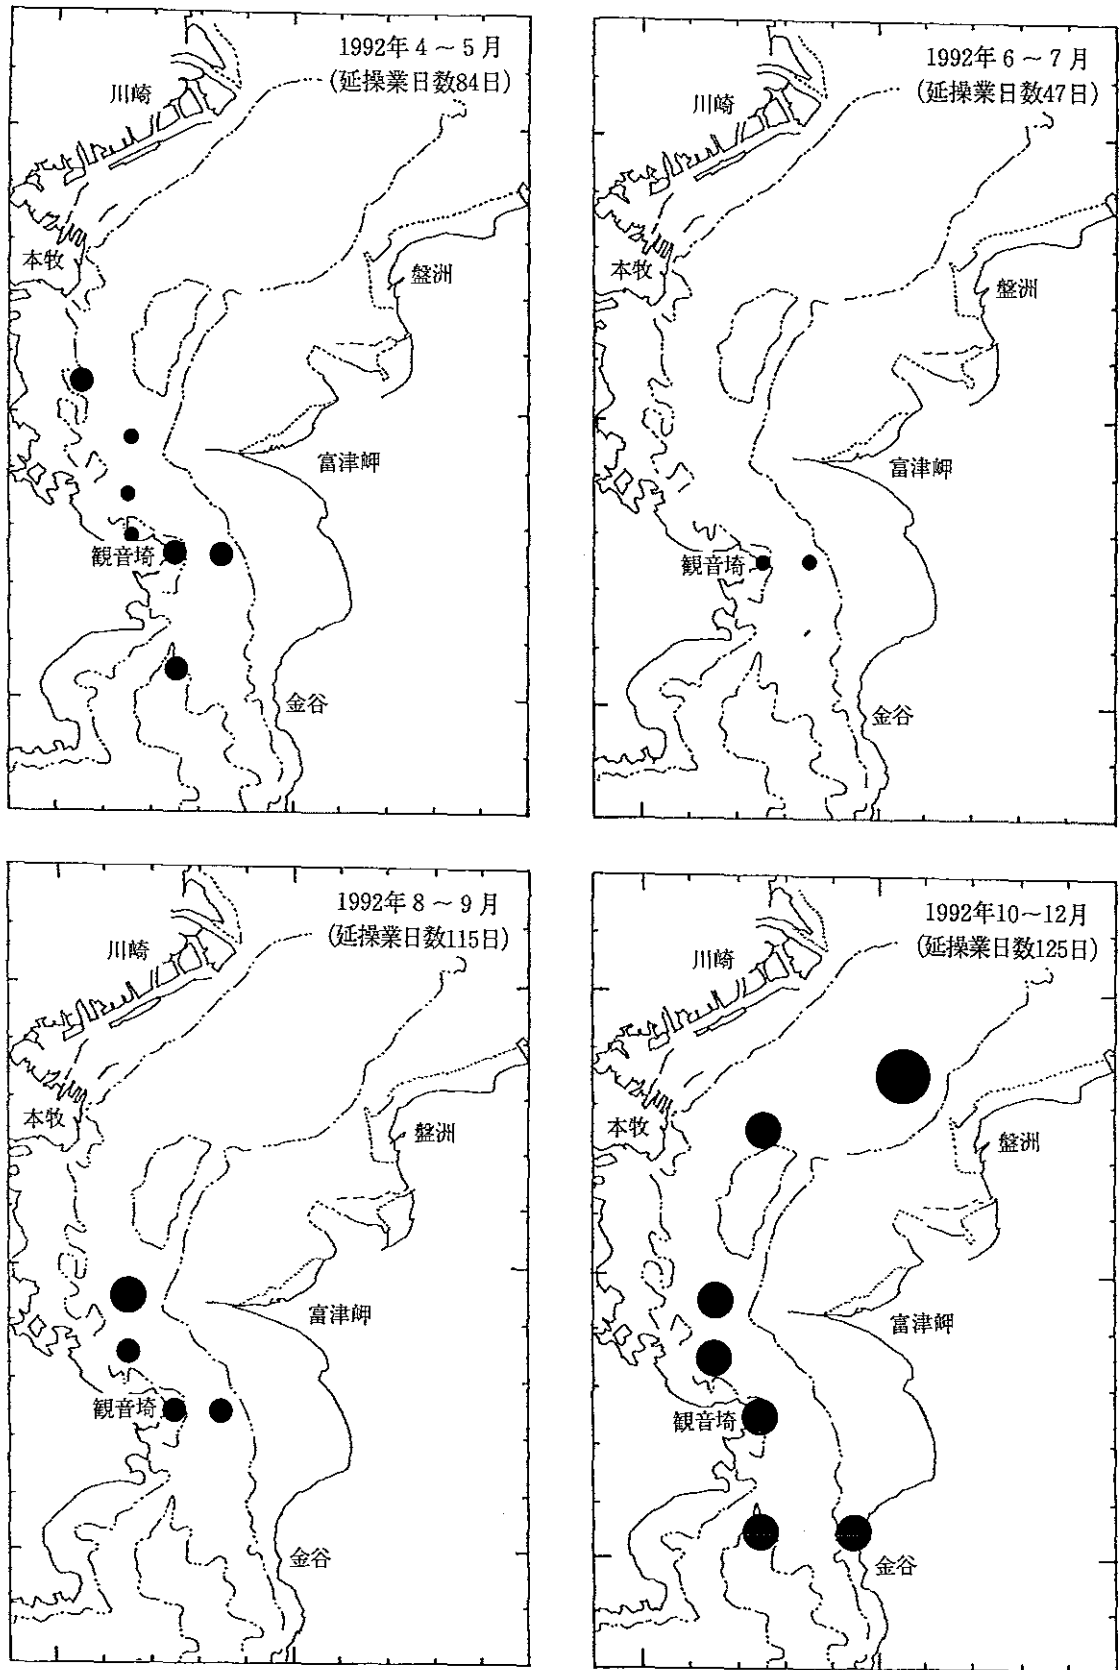 1992年4～5月
(延操業日数84日)
川崎
本牧
盤洲
富津岬
観音埼
金谷
1992年6～7月
(延操業日数47日)
川崎
本牧
盤洲
富津岬
観音埼
金谷
1992年8～9月
(延操業日数115日)
川崎
本牧
盤洲
富津岬
観音埼
金谷
1992年10～12月
(延操業日数125日)
川崎
本牧
盤洲
富津岬
観音埼
金谷